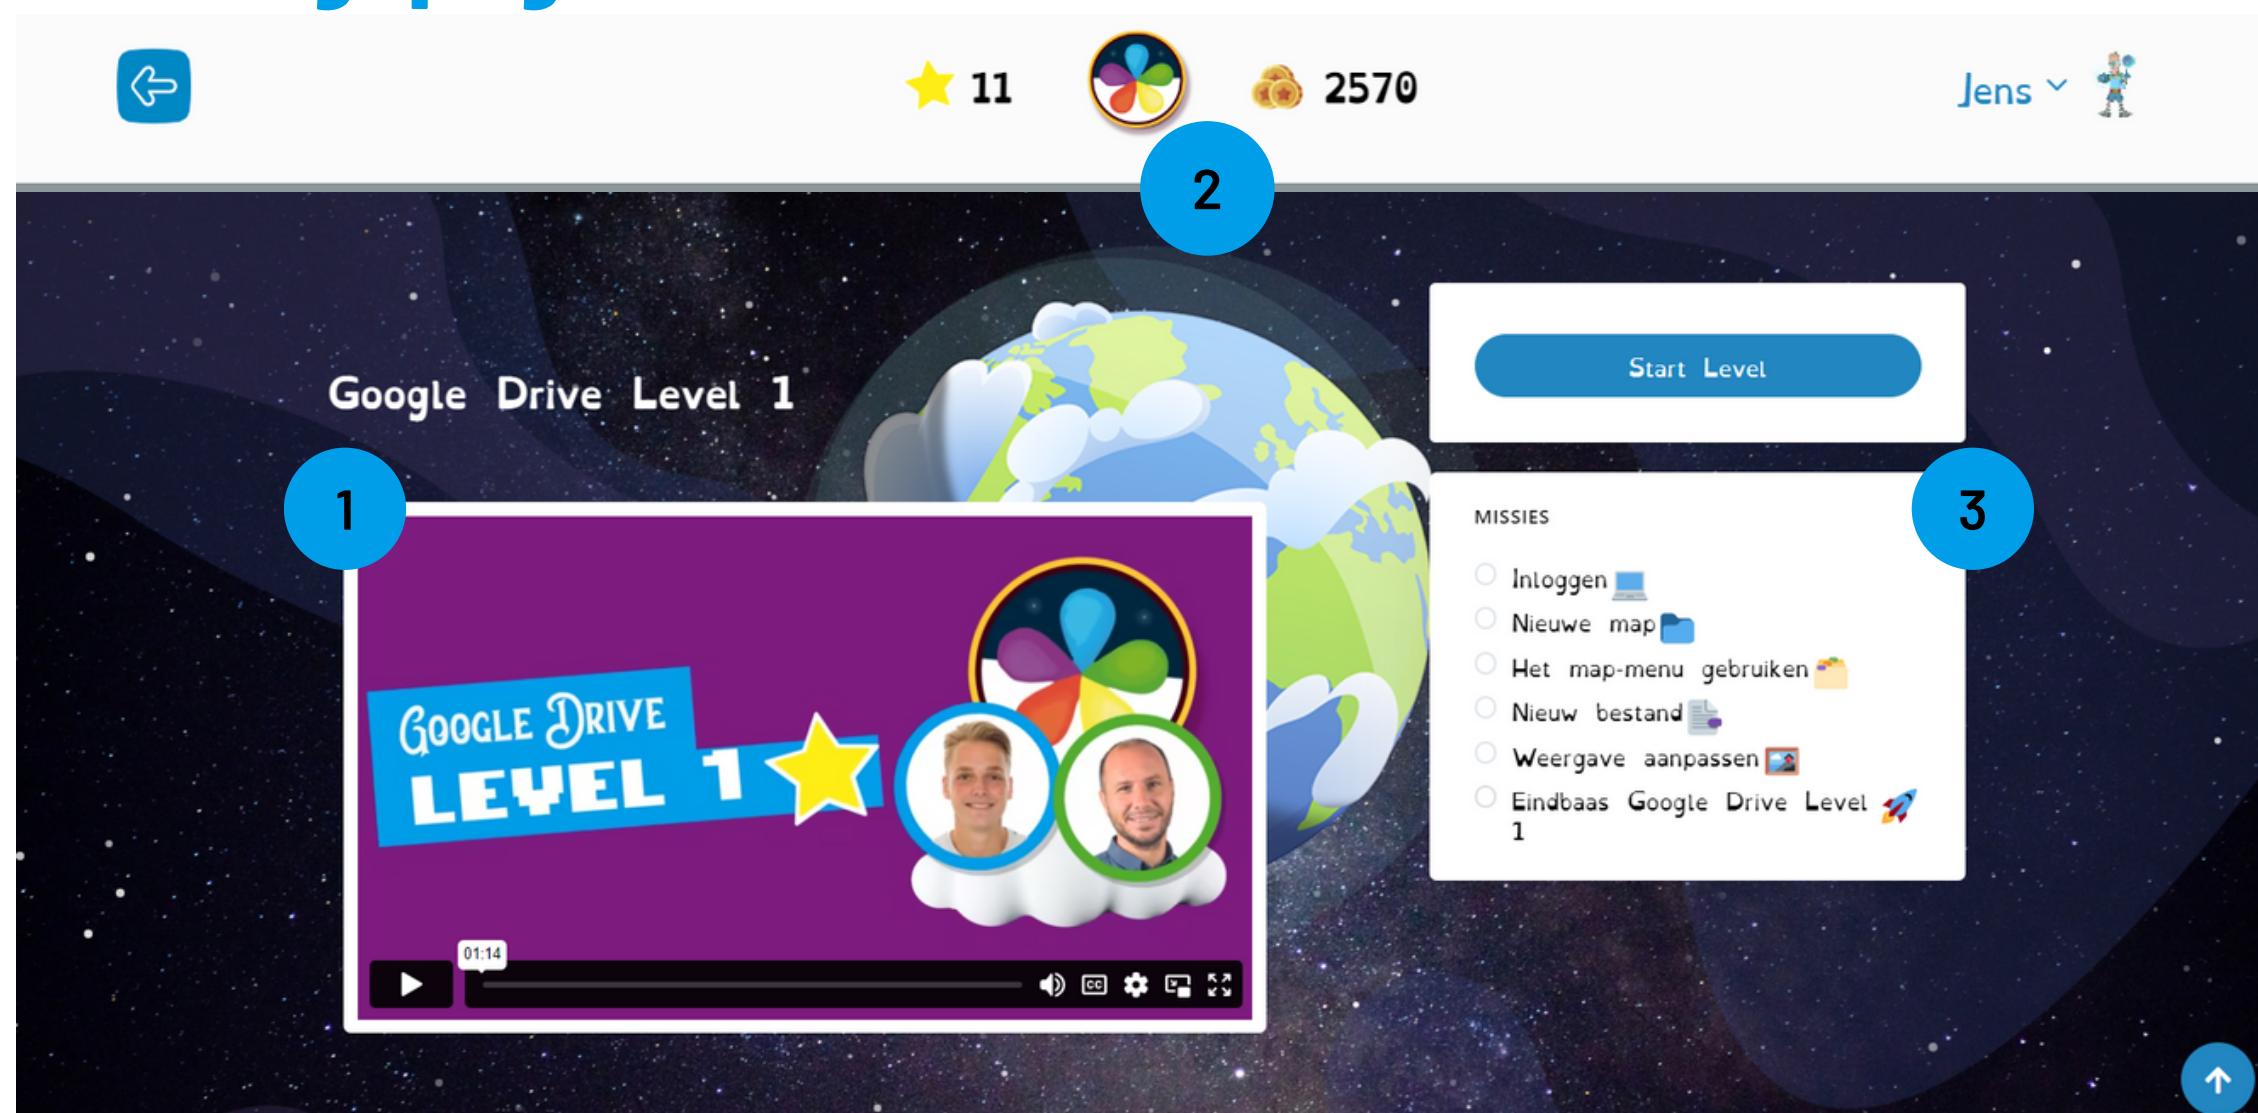 11
2570
Jens
2
Google Drive Level 1
Start Level
1
3
MISSIES
Inloggen
Nieuwe map
Het map-menu gebruiken
Nieuw bestand
Weergave aanpassen
Eindbaas Google Drive Level
1
GOOGLE DRIVE
LEVEL 1
01:14
CC